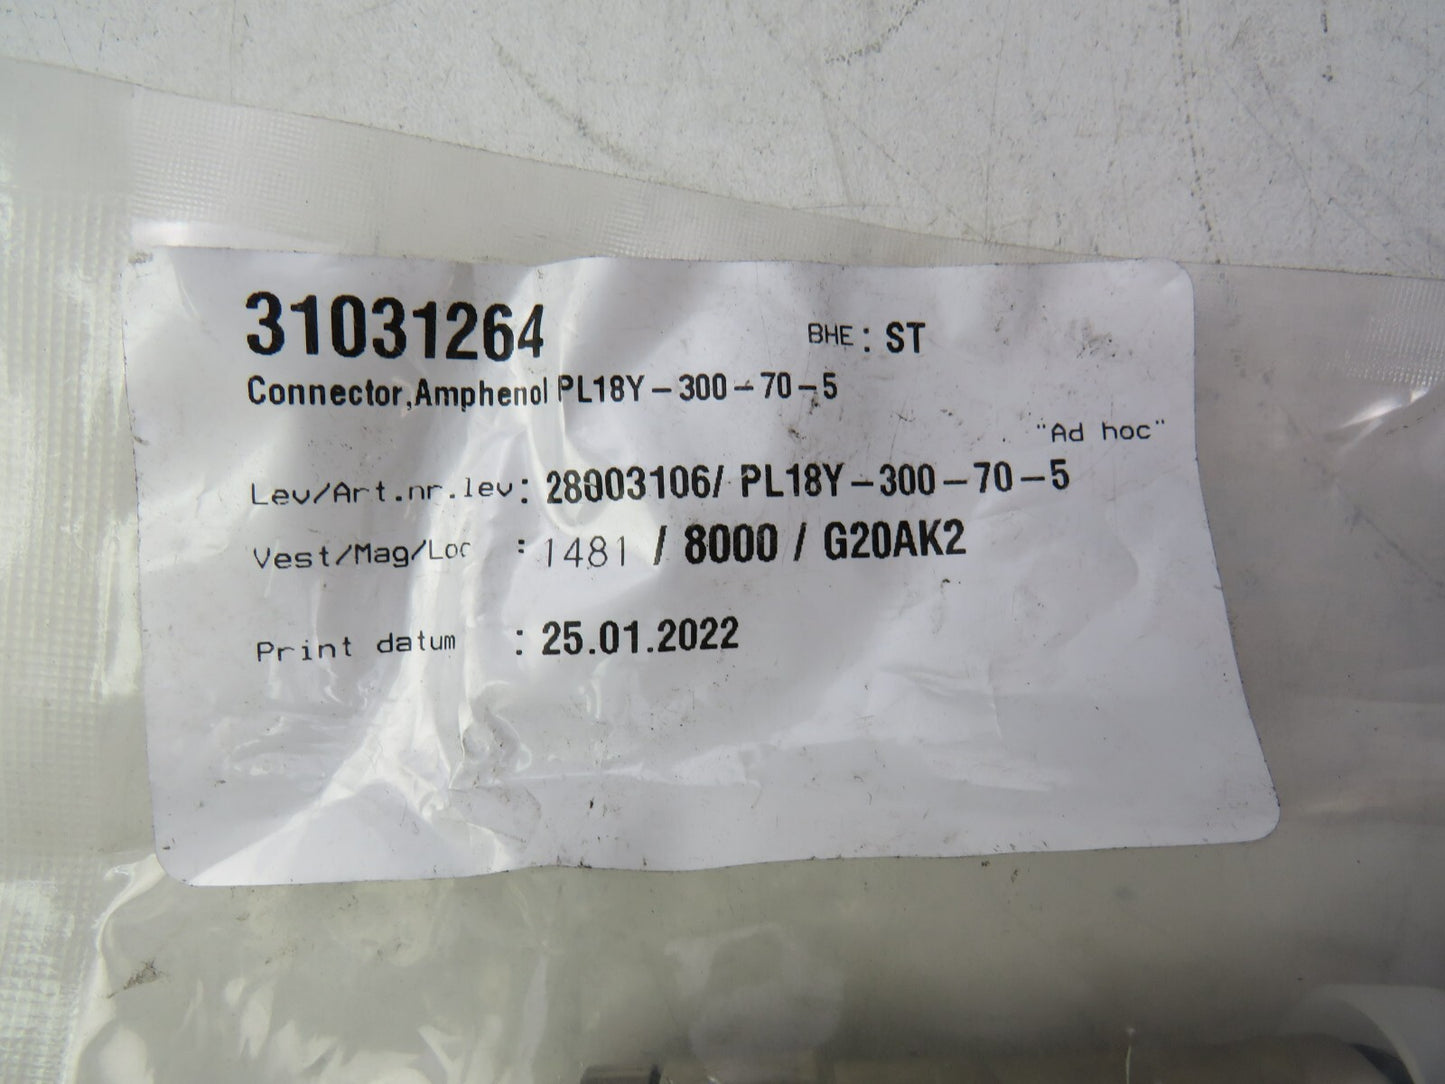 31031264 BHE: ST
Connector,Amphenol PL18Y-300-70-5
"Ad hoc"
Lev/Art.nr.lev: 28003106/ PL18Y-300-70-5
Vest/Mag/Loc : 1481 / 8000 / G20AK2
Print datum : 25.01.2022